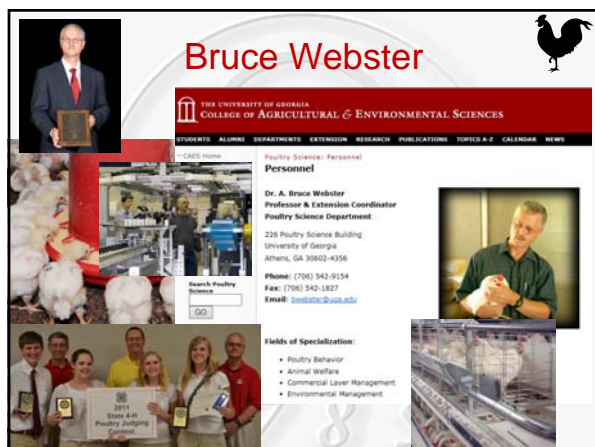 Bruce Webster
THE UNIVERSITY OF GEORGIA
COLLEGE OF AGRICULTURAL & ENVIRONMENTAL SCIENCES
STUDENTS ALUMNI DEPARTMENTS EXTENSION RESEARCH PUBLICATIONS TOPICS A-Z CALENDAR NEWS
CAES Home
Poultry Science: Personnel
Personnel
Dr. A. Bruce Webster
Professor & Extension Coordinator
Poultry Science Department
226 Poultry Science Building
University of Georgia
Athens, GA 30602-4356
Phone: (706) 542-9154
Fax: (706) 542-1827
Email: bwebster@uga.edu
Search Poultry
Science
GO
Fields of Specialization:
• Poultry Behavior
• Animal Welfare
• Commercial Layer Management
• Environmental Management
2011
State 4-H
Poultry Judging
Contest